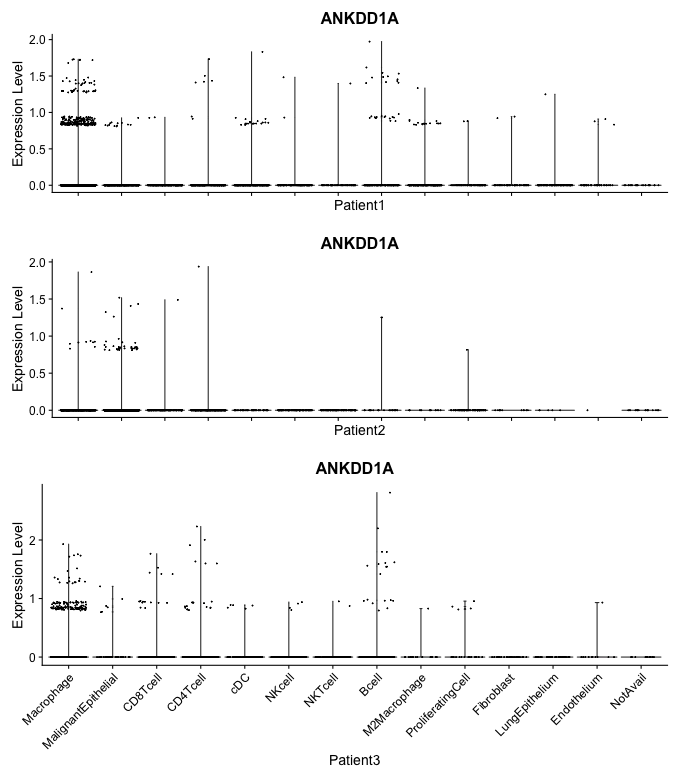 ANKDD1A
Expression Level
2.0
1.5
1.0
0.5
0.0
Patient1
ANKDD1A
Expression Level
2.0
1.5
1.0
0.5
0.0
Patient2
ANKDD1A
Expression Level
2
1
0
Macrophage
MalignantEpithelial
CD8Tcell
CD4Tcell
cDC
NKcell
NKTcell
Bcell
M2Macrophage
ProliferatingCell
Fibroblast
LungEpithelium
Endothelium
NotAvail
Patient3